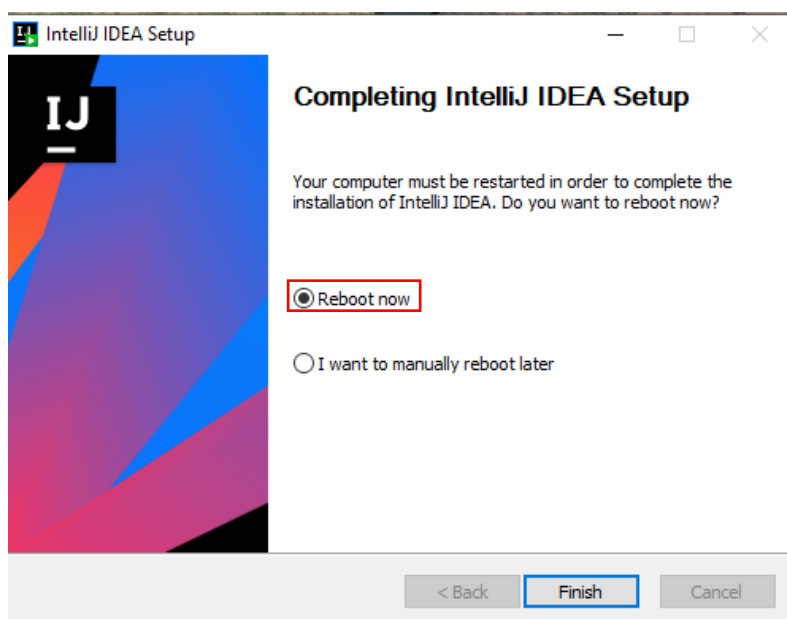 IntelliJ IDEA Setup
IJ
Completing IntelliJ IDEA Setup
Your computer must be restarted in order to complete the
installation of IntelliJ IDEA. Do you want to reboot now?
Reboot now
I want to manually reboot later
< Back
Finish
Cancel